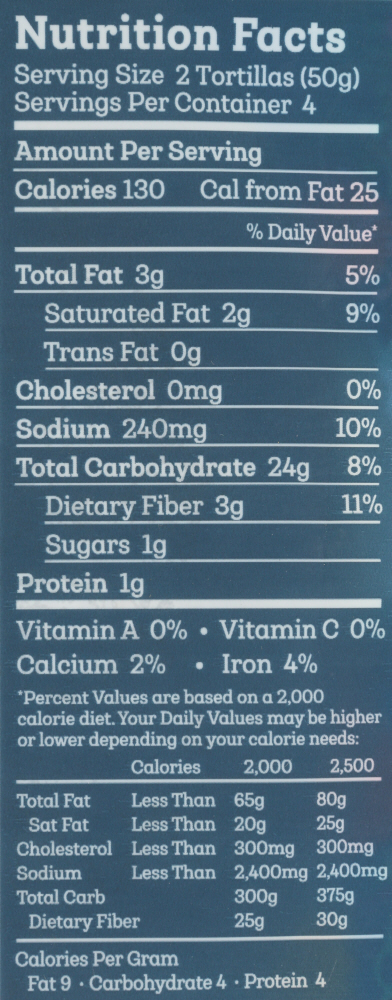 Nutrition Facts
Serving Size 2 Tortillas (50g)
Servings Per Container 4
Amount Per Serving
Calories 130 Cal from Fat 25
% Daily Value*
Total Fat 3g 5%
Saturated Fat 2g 9%
Trans Fat 0g
Cholesterol 0mg 0%
Sodium 240mg 10%
Total Carbohydrate 24g 8%
Dietary Fiber 3g 11%
Sugars 1g
Protein 1g
Vitamin A 0% • Vitamin C 0%
Calcium 2% • Iron 4%
*Percent Values are based on a 2,000
calorie diet. Your Daily Values may be higher
or lower depending on your calorie needs:
Calories 2,000 2,500
Total Fat Less Than 65g 80g
Sat Fat Less Than 20g 25g
Cholesterol Less Than 300mg 300mg
Sodium Less Than 2,400mg 2,400mg
Total Carb 300g 375g
Dietary Fiber 25g 30g
Calories Per Gram
Fat 9 · Carbohydrate 4 · Protein 4